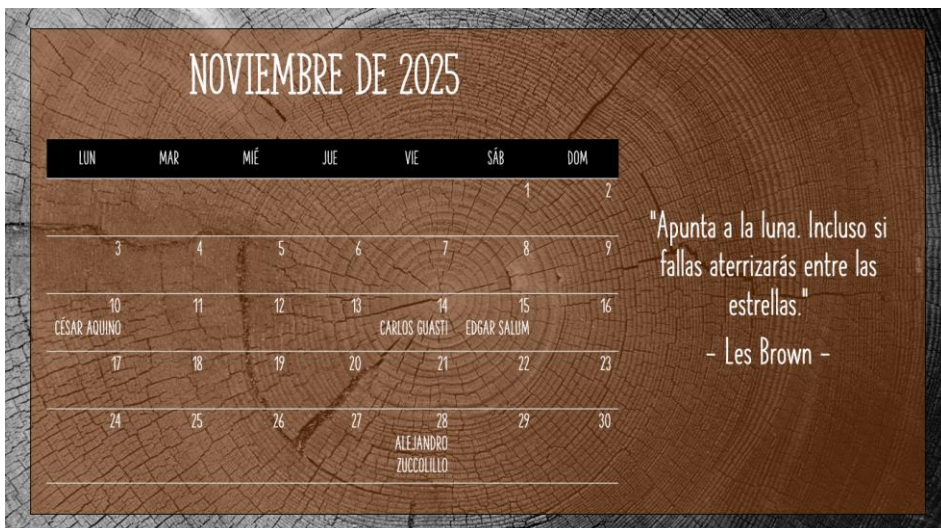 NOVIEMBRE DE 2025
LUN MAR MIÉ JUE VIE SÁB DOM
1 2
3 4 5 6 7 8 9
10 11 12 13 14 15 16
CÉSAR AQUINO CARLOS GUASTI EDGAR SALUM
17 18 19 20 21 22 23
24 25 26 27 28 29 30
ALEJANDRO
ZUCCOLILLO
"Apunta a la luna. Incluso si
fallas aterrizarás entre las
estrellas."
- Les Brown -